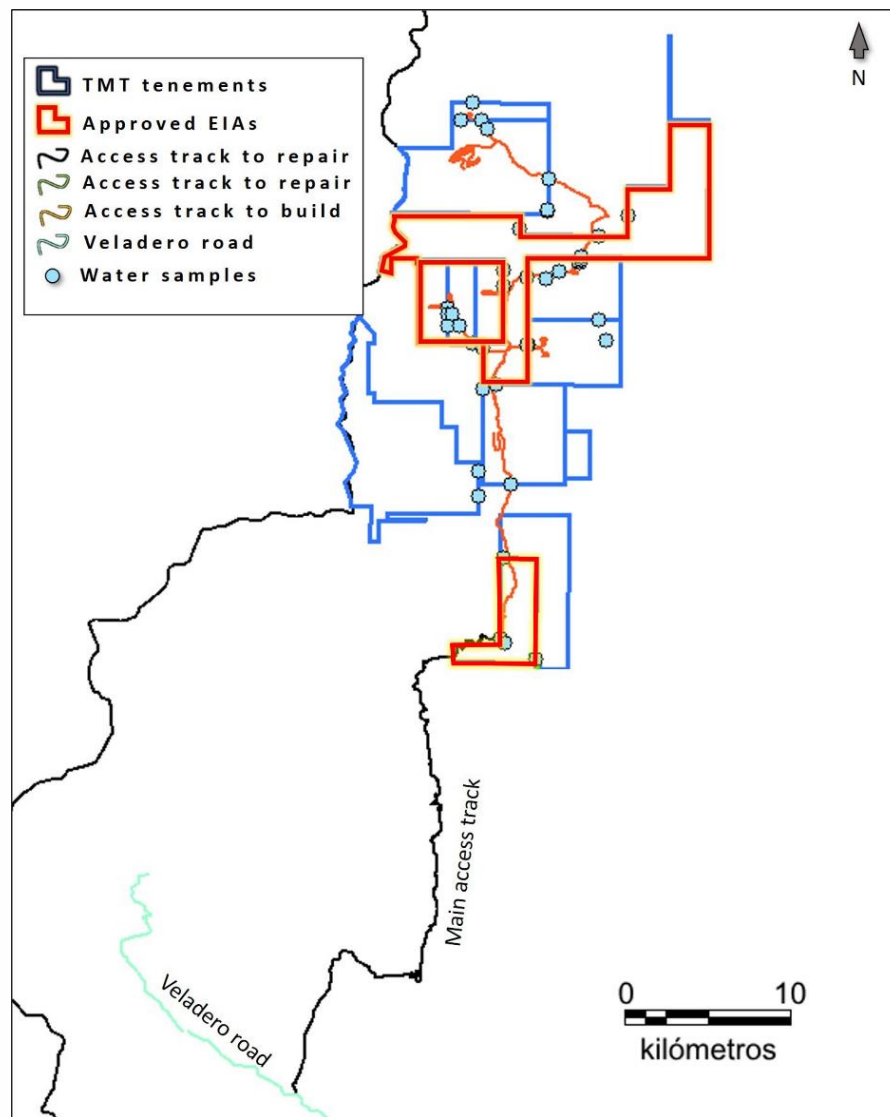 N
TMT tenements
Approved EIAs
Access track to repair
Access track to repair
Access track to build
Veladero road
Water samples
Main access track
Veladero road
0 10
kilómetros